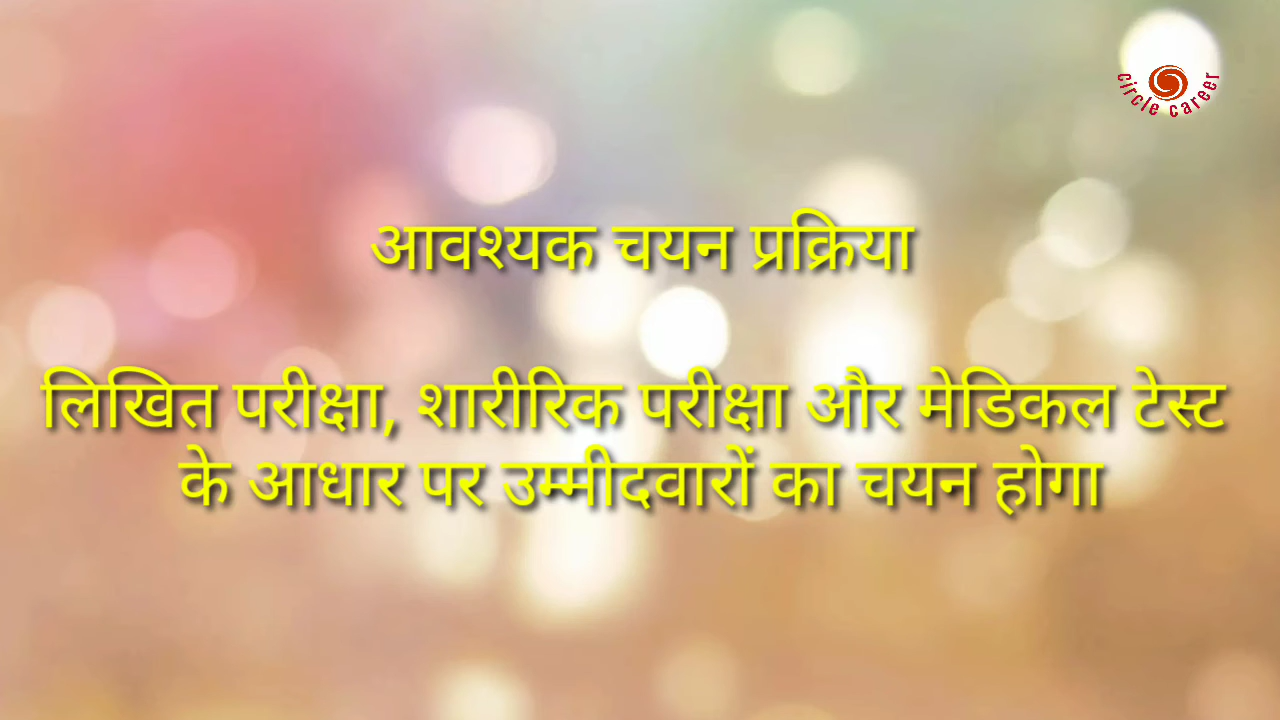 circle career
आवश्यक चयन प्रक्रिया
लिखित परीक्षा, शारीरिक परीक्षा और मेडिकल टेस्ट
के आधार पर उम्मीदवारों का चयन होगा